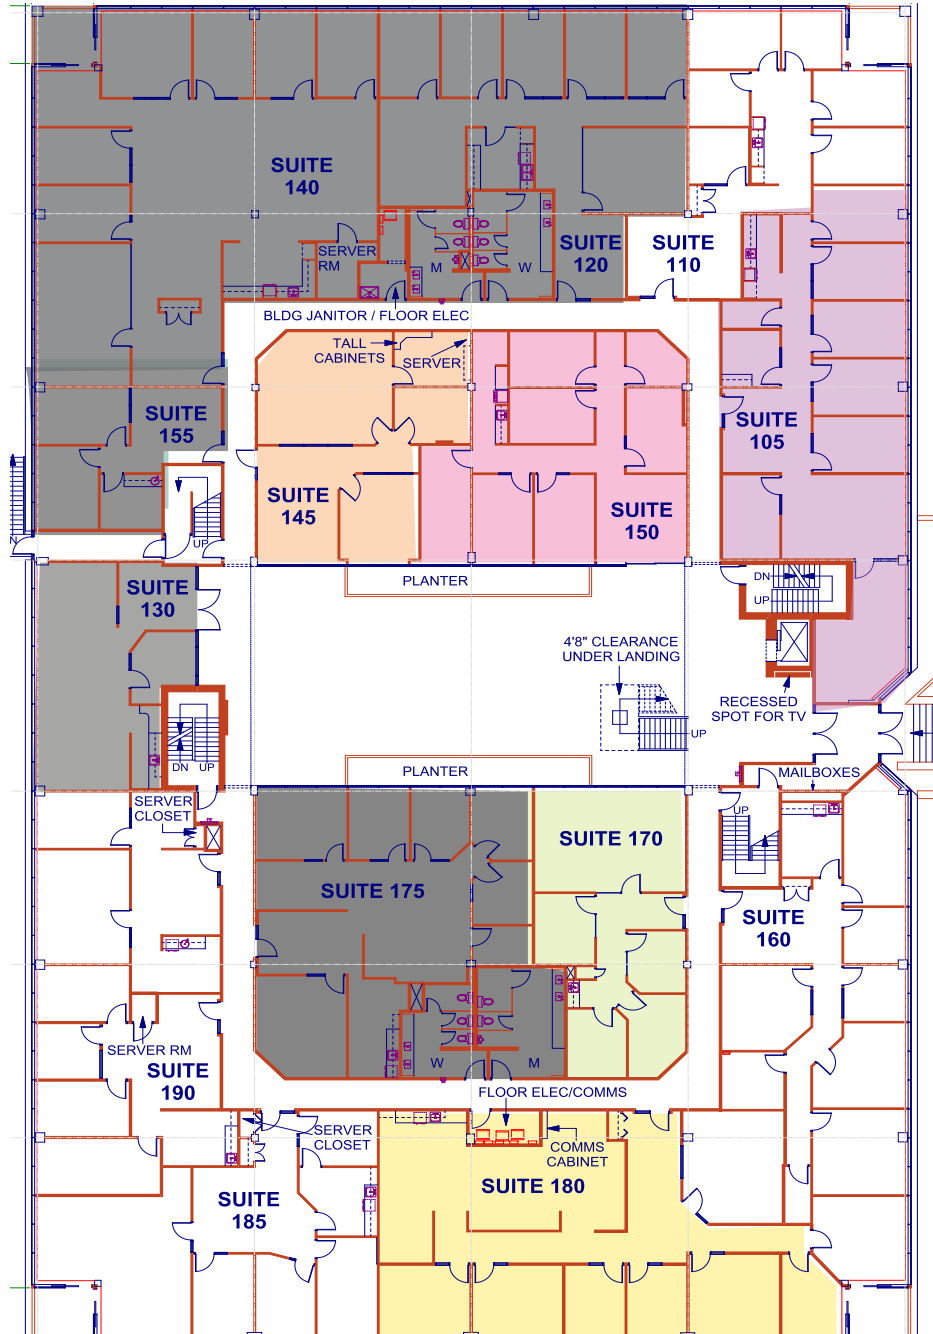 SUITE
140
SERVER
RM
M
W
SUITE
120
SUITE
110
BLDG JANITOR / FLOOR ELEC
TALL
CABINETS
SERVER
SUITE
155
SUITE
105
SUITE
145
SUITE
150
UP
SUITE
130
PLANTER
DN
UP
4'8" CLEARANCE
UNDER LANDING
RECESSED
SPOT FOR TV
UP
DN UP
PLANTER
MAILBOXES
SERVER
CLOSET
UP
SUITE 170
SUITE 175
SUITE
160
SERVER RM
SUITE
190
W
M
FLOOR ELEC/COMMS
SERVER
CLOSET
COMMS
CABINET
SUITE 180
SUITE
185